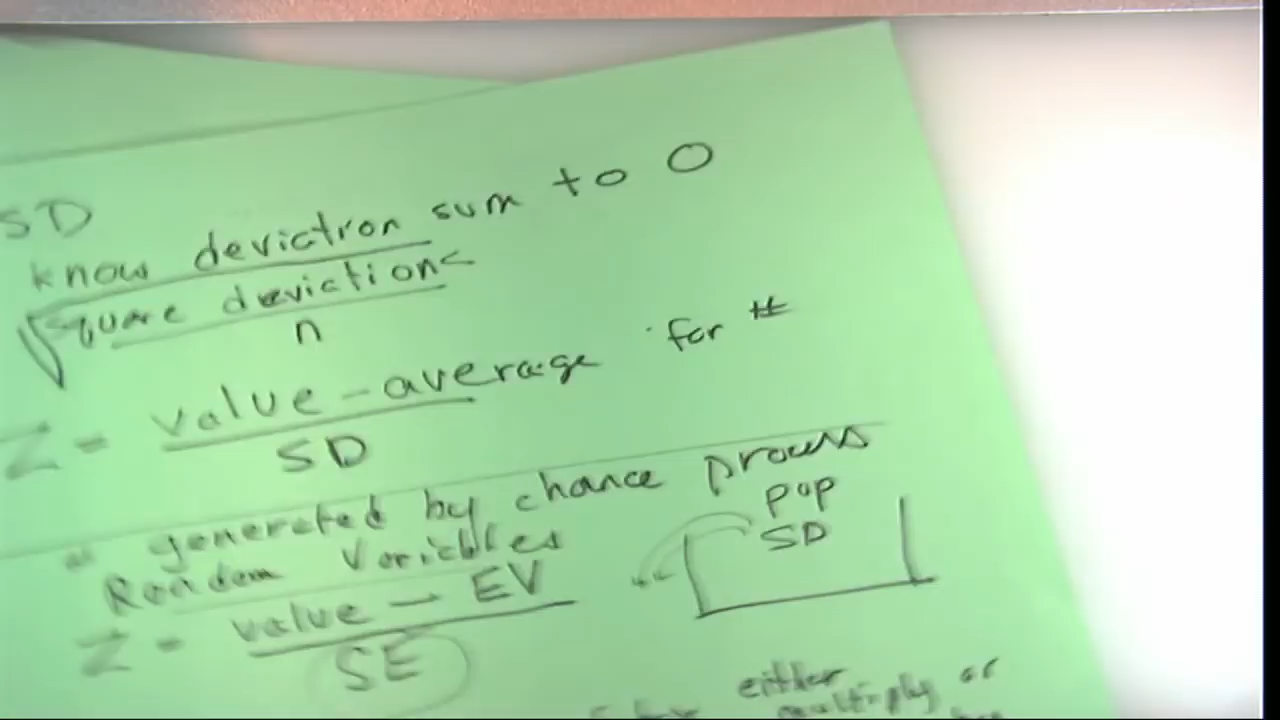 SD
know deviation sum to 0
√square deviations
n
Z = value - average for #
SD
# generated by chance process
Random Variables
pop
SD
Z = value - EV
SE
either
multiply or